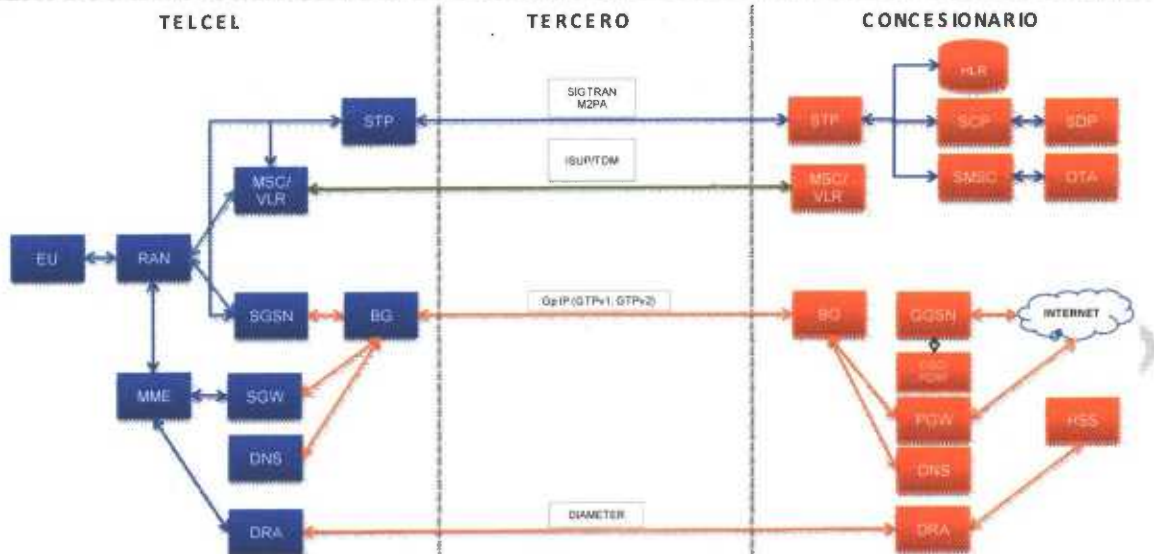 TELCEL
TERCERO
CONCESIONARIO
HLR
SIGTRAN
M2PA
STP
STP
SCP
SDP
ISUP/TDM
MSC/
VLR
MSC/
VLR
SMSC
OTA
EU
RAN
SGSN
BG
Gp IP (GTPv1, GTPv2)
BG
GGSN
INTERNET
MME
SGW
PGW
HSS
DNS
DNS
DIAMETER
DRA
DRA